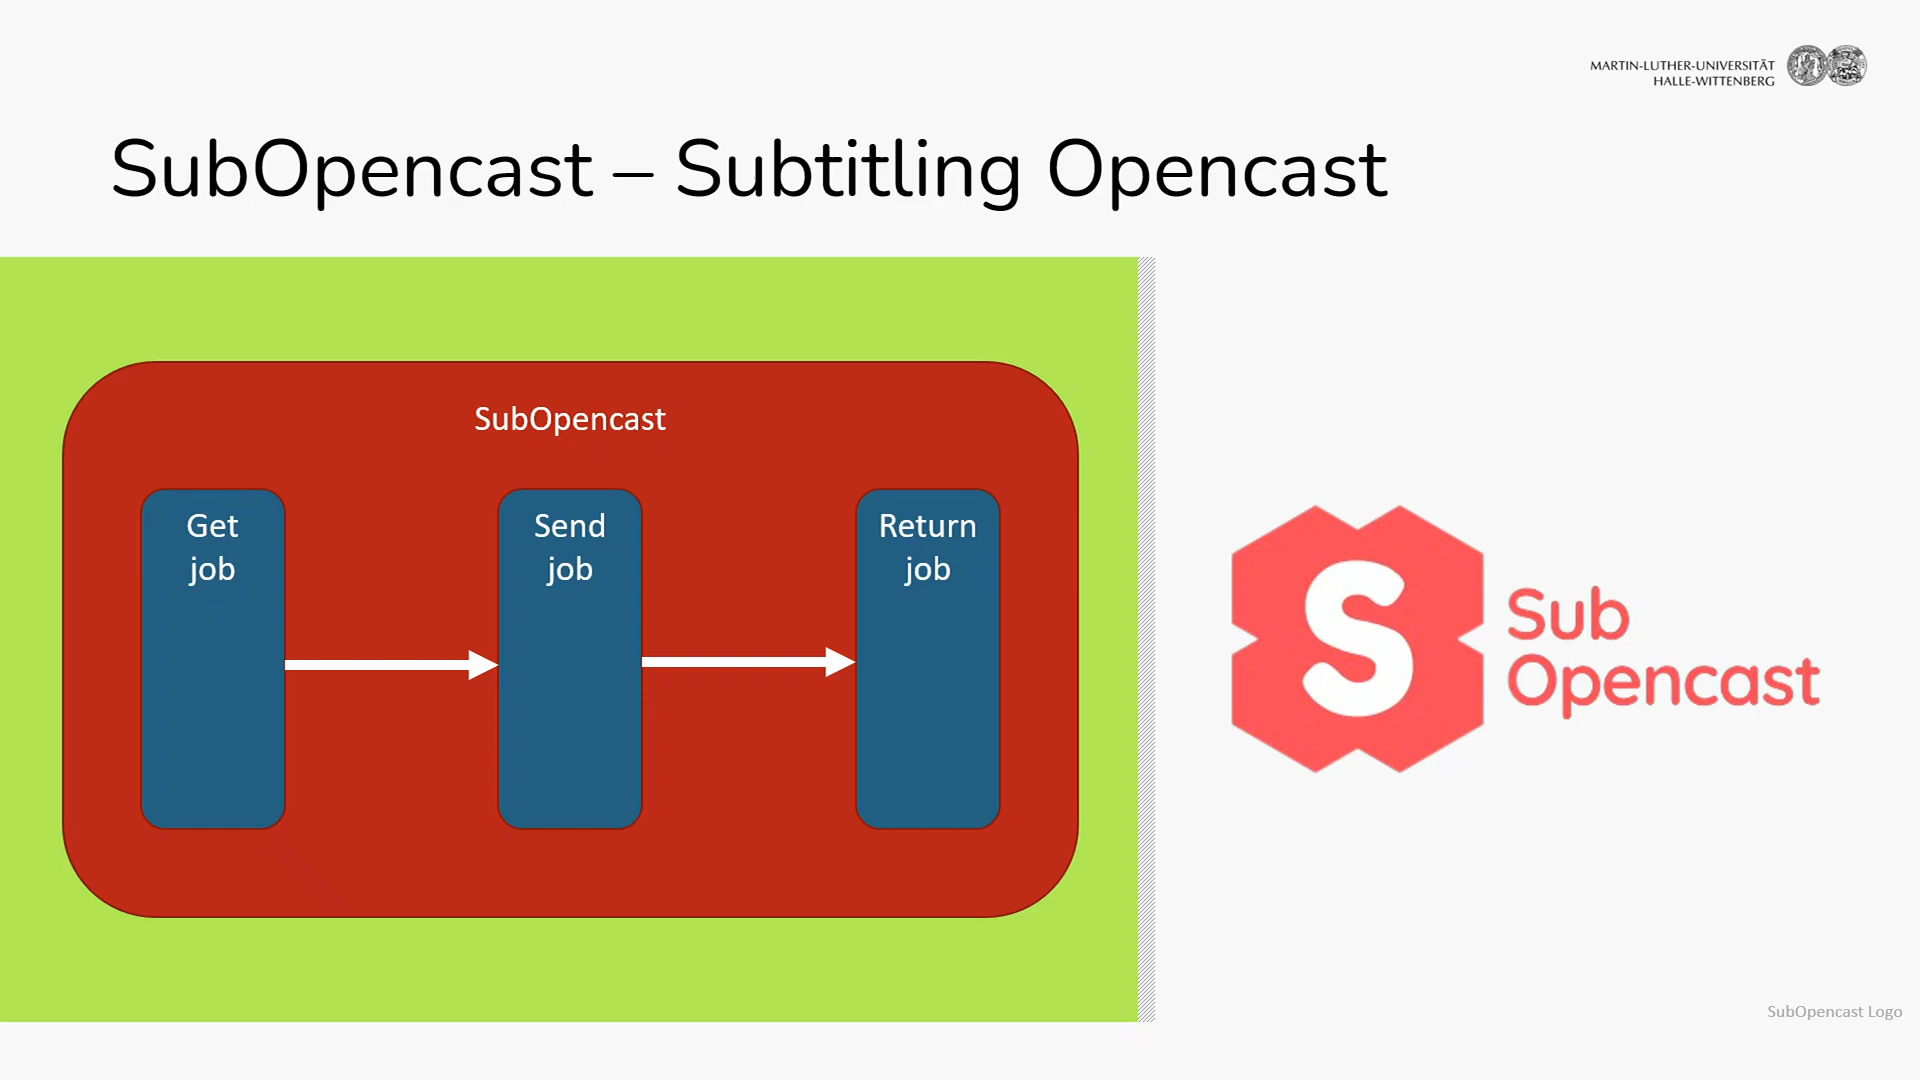 MARTIN-LUTHER-UNIVERSITÄT
HALLE-WITTENBERG
SubOpencast – Subtitling Opencast
SubOpencast
Get
job
Send
job
Return
job
S
Sub
Opencast
SubOpencast Logo